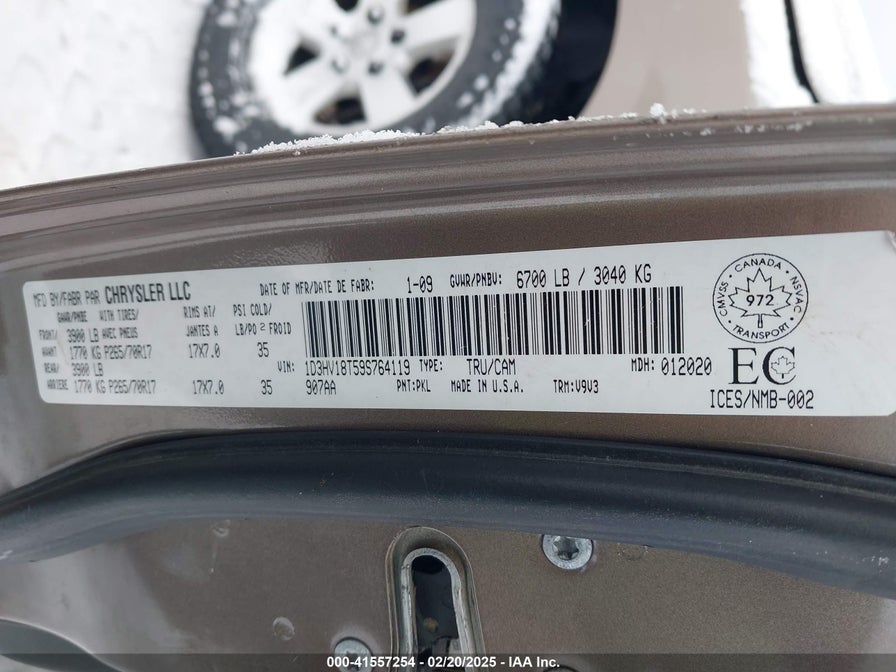 MFD BY/FABR PAR CHRYSLER LLC
DATE OF MFR/DATE DE FABR: 1-09 GVWR/PNBV: 6700 LB / 3040 KG
GAWR/PNBE WITH TIRES/ RIMS AT/ PSI COLD/
FRONT/ 3900 LB AVEC PNEUS JANTES A LB/PO² FROID
AVANT 1770 KG P265/70R17 17X7.0 35
REAR/ 3900 LB
ARRIERE 1770 KG P265/70R17 17X7.0 35
VIN: 1D3HV18T59S764119 TYPE: TRU/CAM MDH: 012020
907AA PNT:PKL MADE IN U.S.A. TRM:V9V3
CANADA
CMVSS 972 NSVAC
TRANSPORT
EC
ICES/NMB-002
000-41557254 - 02/20/2025 - IAA Inc.